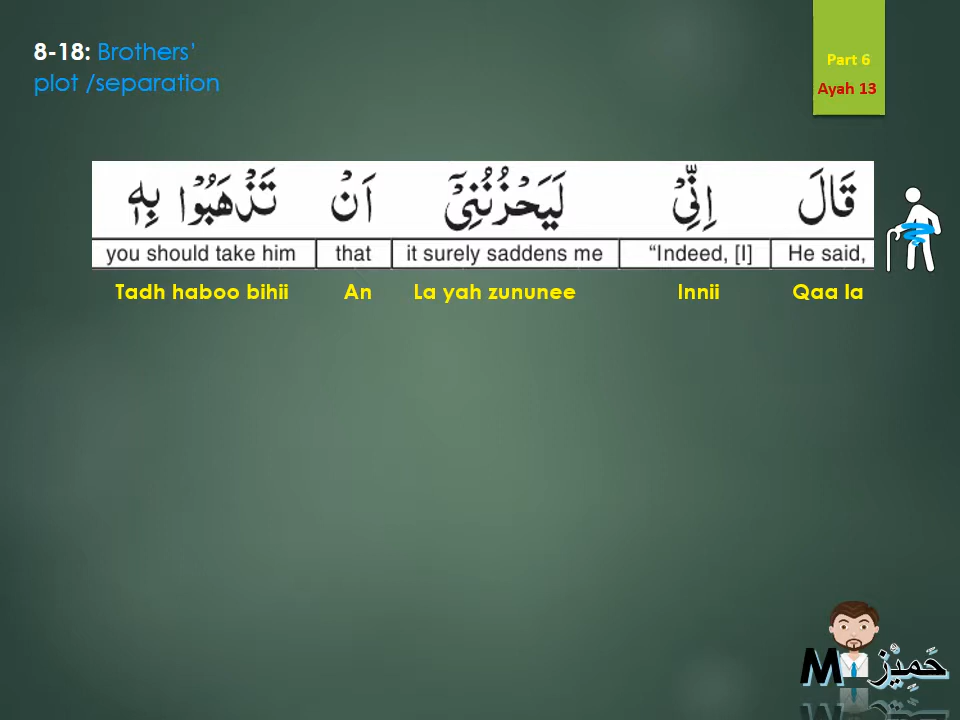 8-18: Brothers’
plot /separation
Part 6
Ayah 13
قَالَ اِنِّیْ لَیَحْزُنُنِیْۤ اَنْ تَذْهَبُوْا بِهٖ
you should take him that it surely saddens me “Indeed, [I] He said,
Tadh haboo bihii An La yah zununee Innii Qaa la
M حَمِيْز